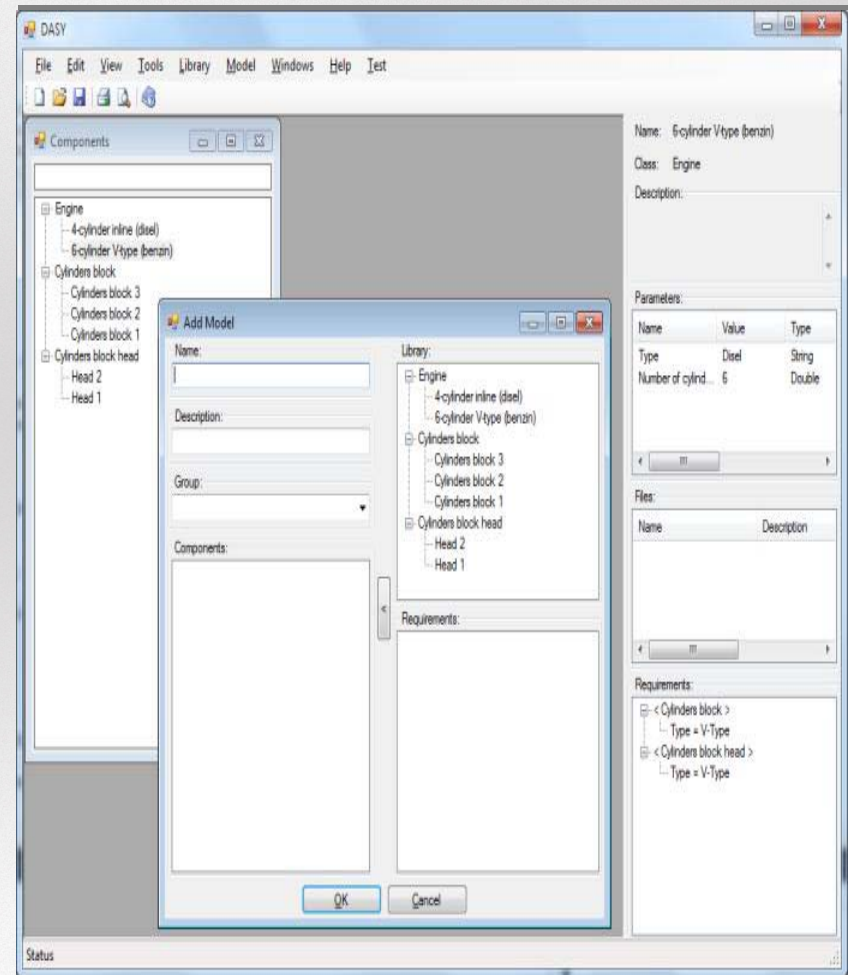 DASY
File Edit View Tools Library Model Windows Help Test
Components
Engine
4-cylinder inline (disel)
6-cylinder V-type (benzin)
Cylinders block
Cylinders block 3
Cylinders block 2
Cylinders block 1
Cylinders block head
Head 2
Head 1
Add Model
Name:
Description:
Group:
Components:
<
Library:
Engine
4-cylinder inline (disel)
6-cylinder V-type (benzin)
Cylinders block
Cylinders block 3
Cylinders block 2
Cylinders block 1
Cylinders block head
Head 2
Head 1
Requirements:
OK Cancel
Name: 6-cylinder V-type (benzin)
Class: Engine
Description:
Parameters:
Name Value Type
Type Disel String
Number of cylind... 6 Double
Files:
Name Description
Requirements:
< Cylinders block >
Type = V-Type
< Cylinders block head >
Type = V-Type
Status